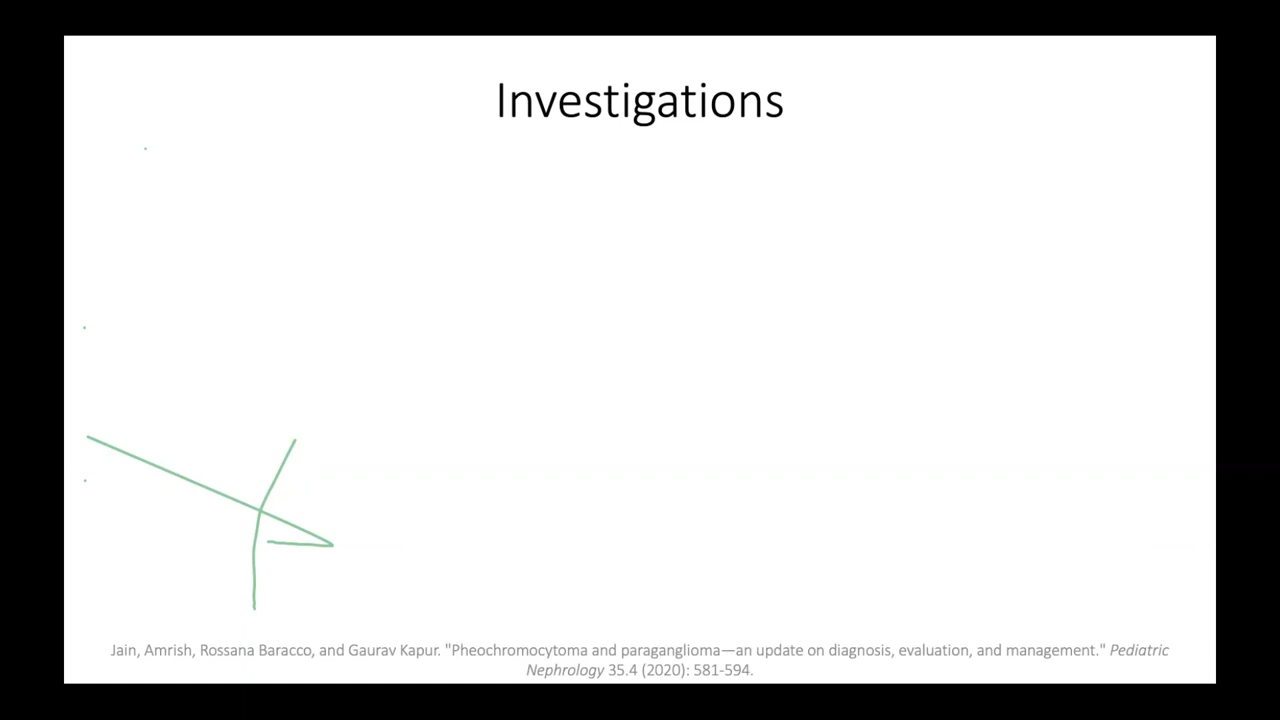 Investigations
Jain, Amrish, Rossana Baracco, and Gaurav Kapur. "Pheochromocytoma and paraganglioma—an update on diagnosis, evaluation, and management." Pediatric
Nephrology 35.4 (2020): 581-594.